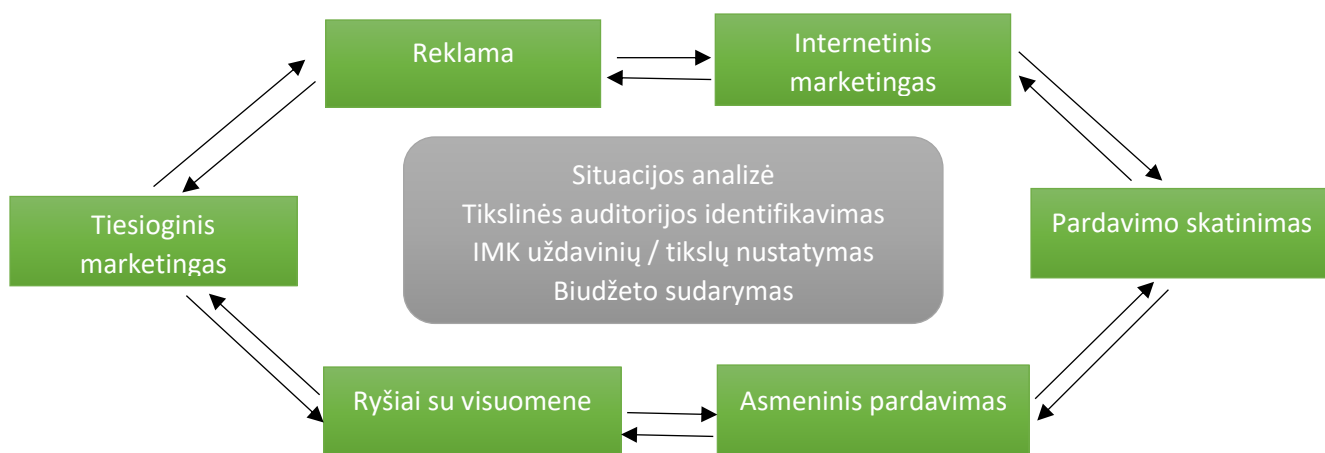 Reklama
Internetinis
marketingas
Situacijos analizė
Tikslinės auditorijos identifikavimas
IMK uždavinių / tikslų nustatymas
Biudžeto sudarymas
Tiesioginis
marketingas
Pardavimo skatinimas
Ryšiai su visuomene
Asmeninis pardavimas